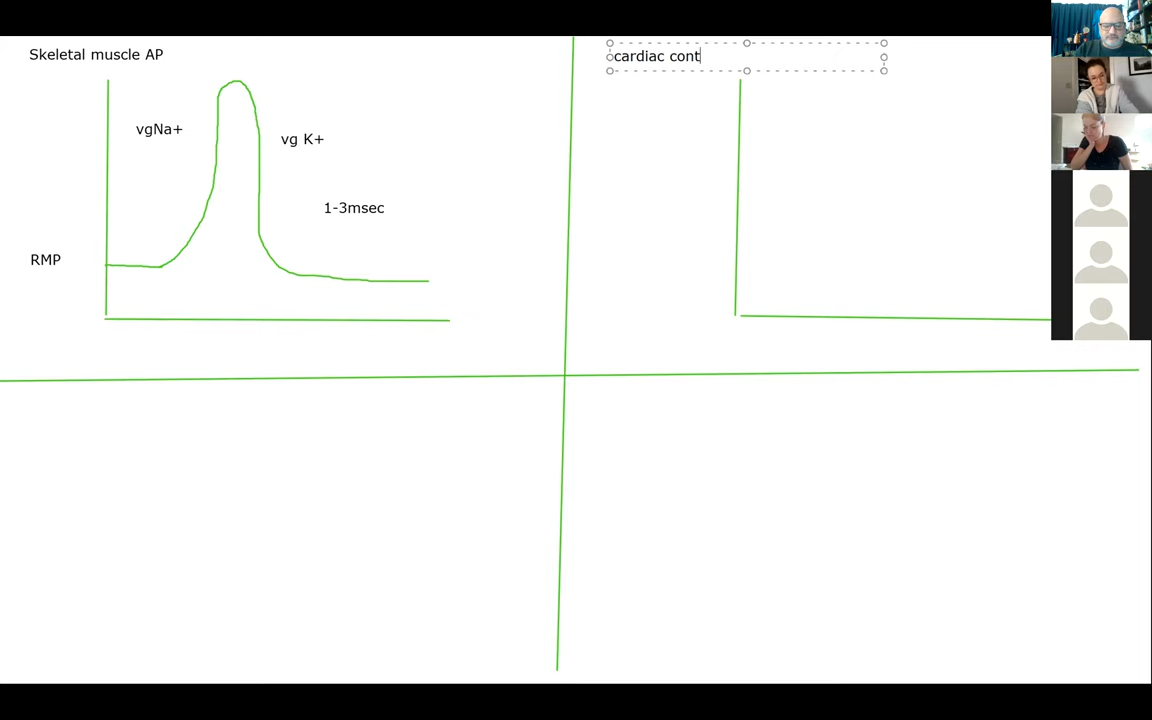 Skeletal muscle AP
cardiac cont
vgNa+
vg K+
1-3msec
RMP